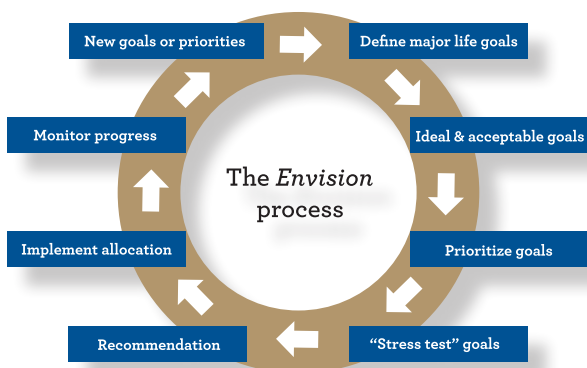 New goals or priorities
Define major life goals
Monitor progress
Ideal & acceptable goals
The Envision
process
Implement allocation
Prioritize goals
Recommendation
“Stress test” goals